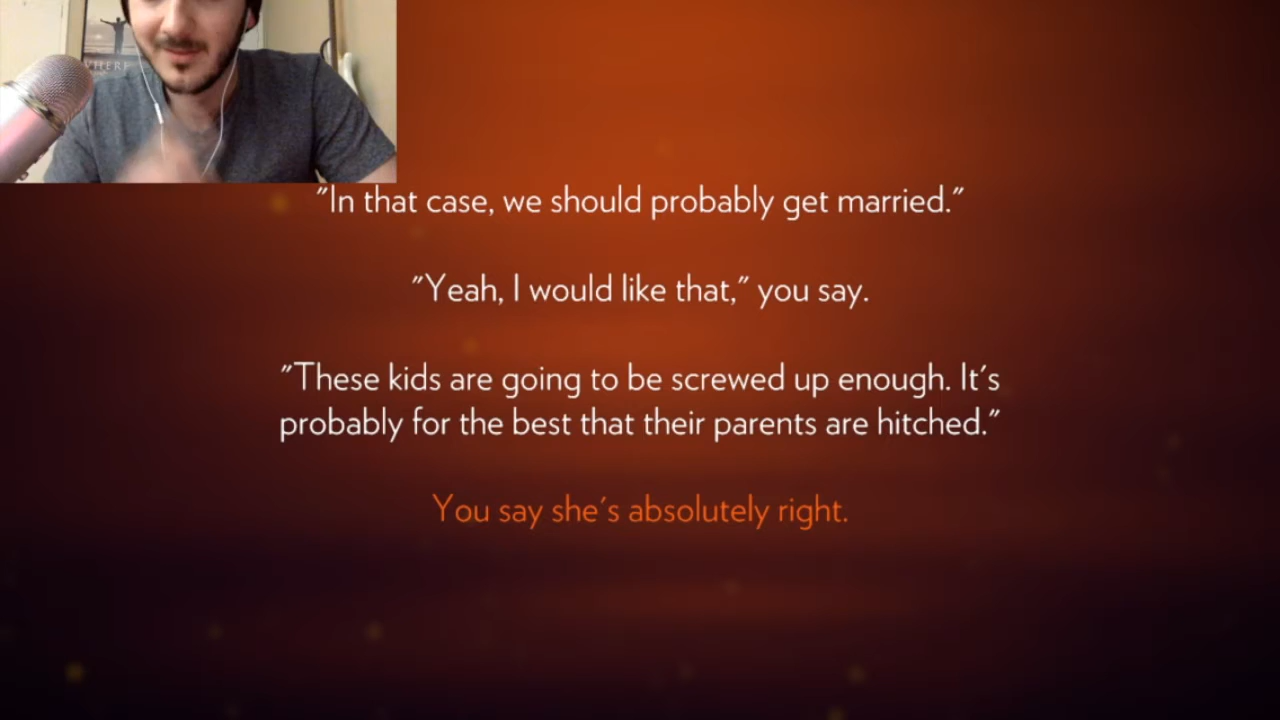 "In that case, we should probably get married."
"Yeah, I would like that," you say.
"These kids are going to be screwed up enough. It's
probably for the best that their parents are hitched."
You say she's absolutely right.